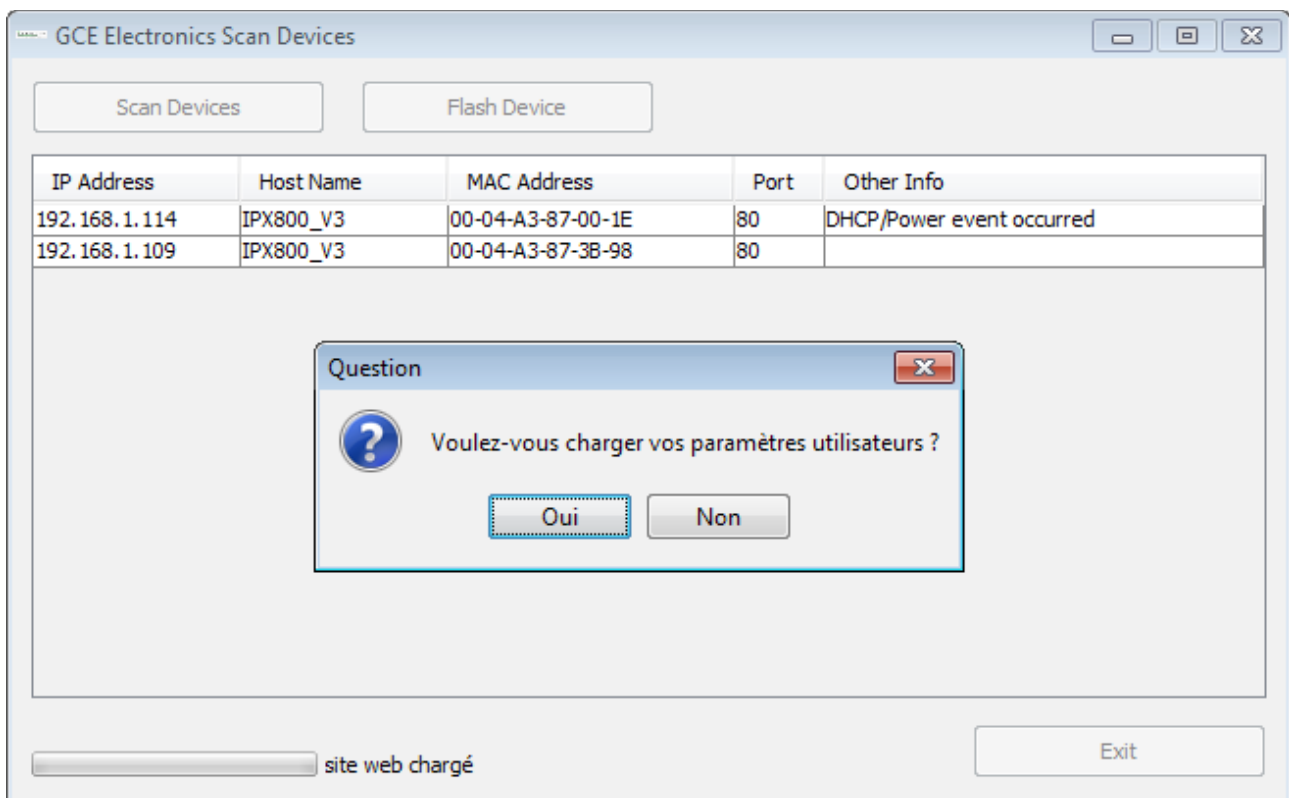 GCE Electronics Scan Devices
Scan Devices Flash Device
IP Address Host Name MAC Address Port Other Info
192.168.1.114 IPX800_V3 00-04-A3-87-00-1E 80 DHCP/Power event occurred
192.168.1.109 IPX800_V3 00-04-A3-87-3B-98 80
Question
Voulez-vous charger vos paramètres utilisateurs ?
Oui Non
site web chargé
Exit